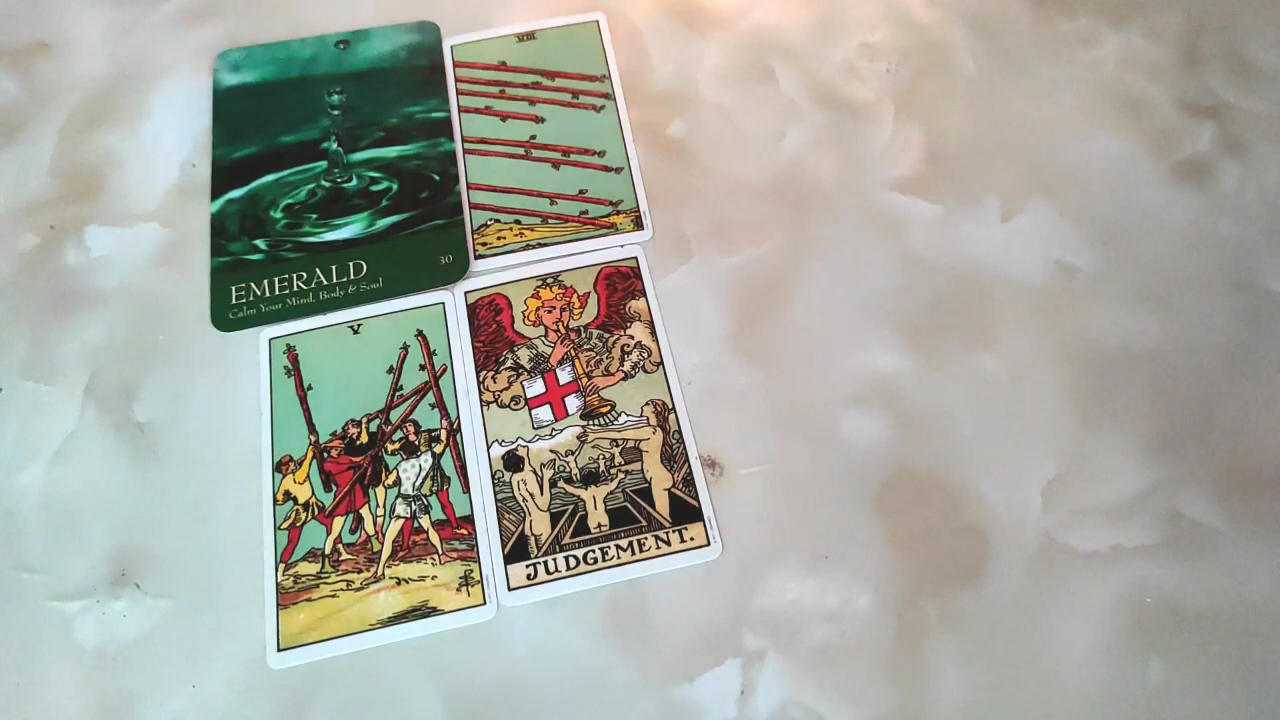 VIII
EMERALD
30
Calm Your Mind, Body & Soul
V
JUDGEMENT.